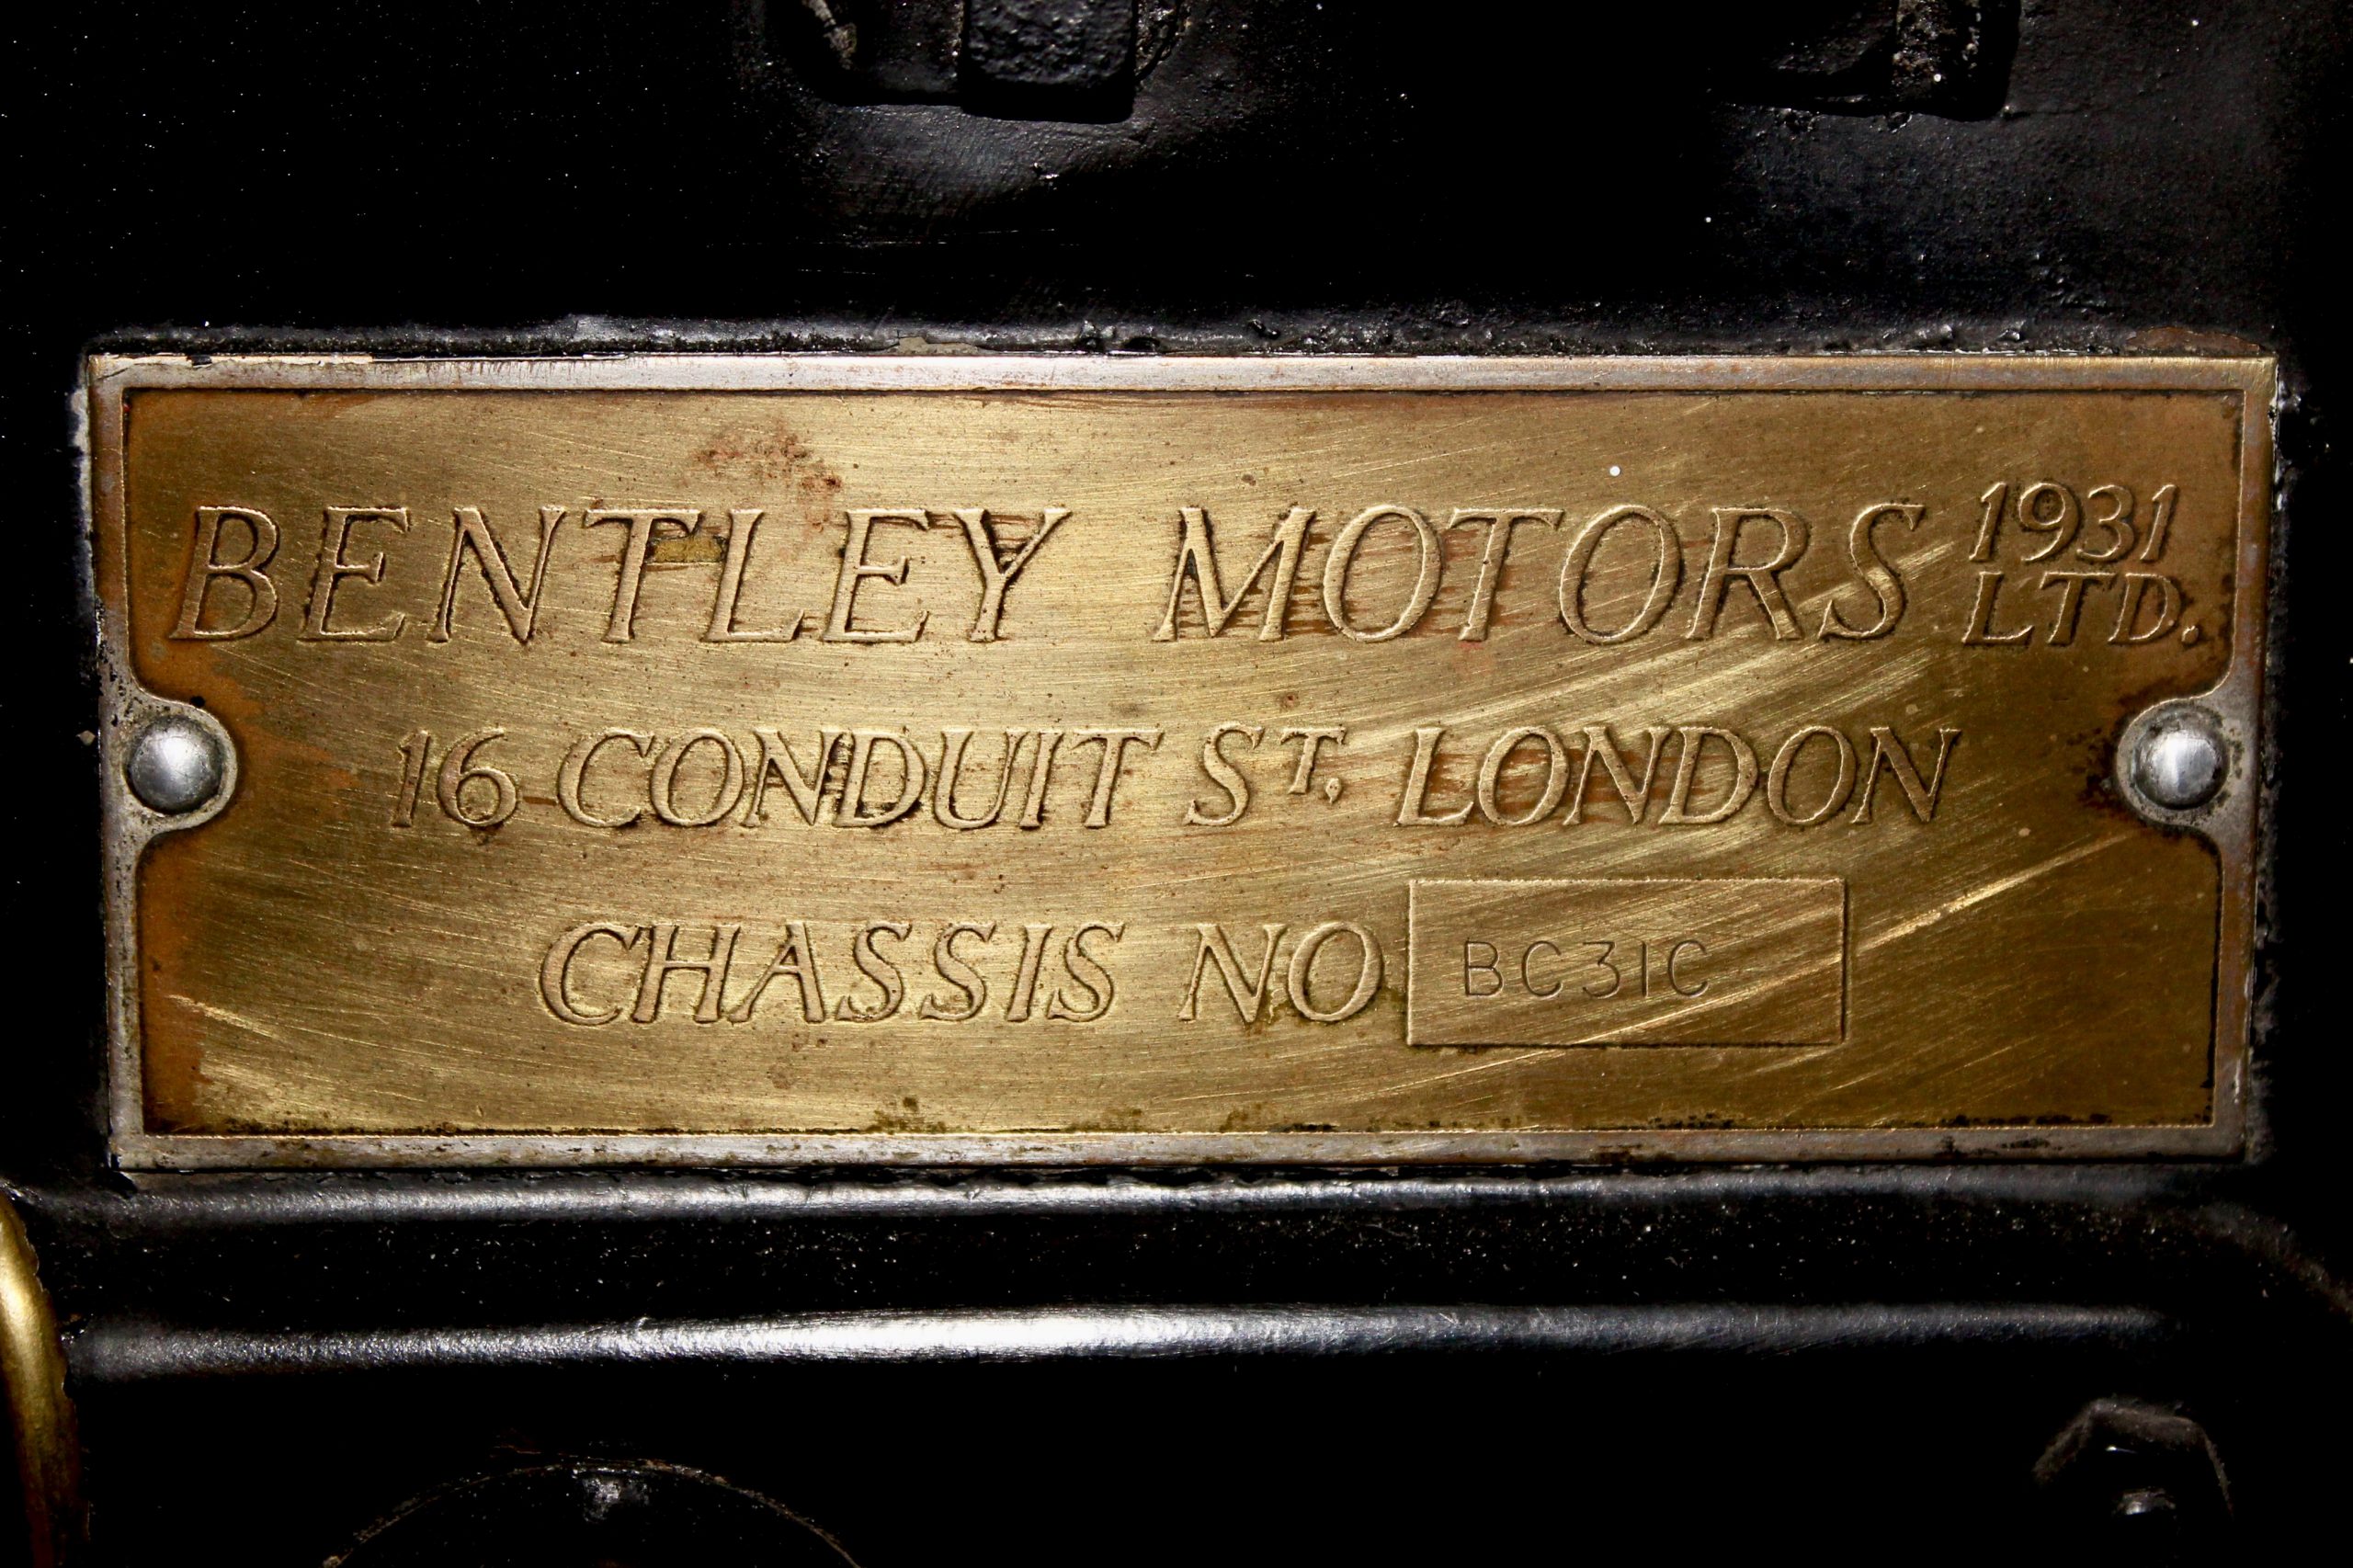 BENTLEY MOTORS 1931 LTD.
16 CONDUIT ST, LONDON
CHASSIS NO BC31C